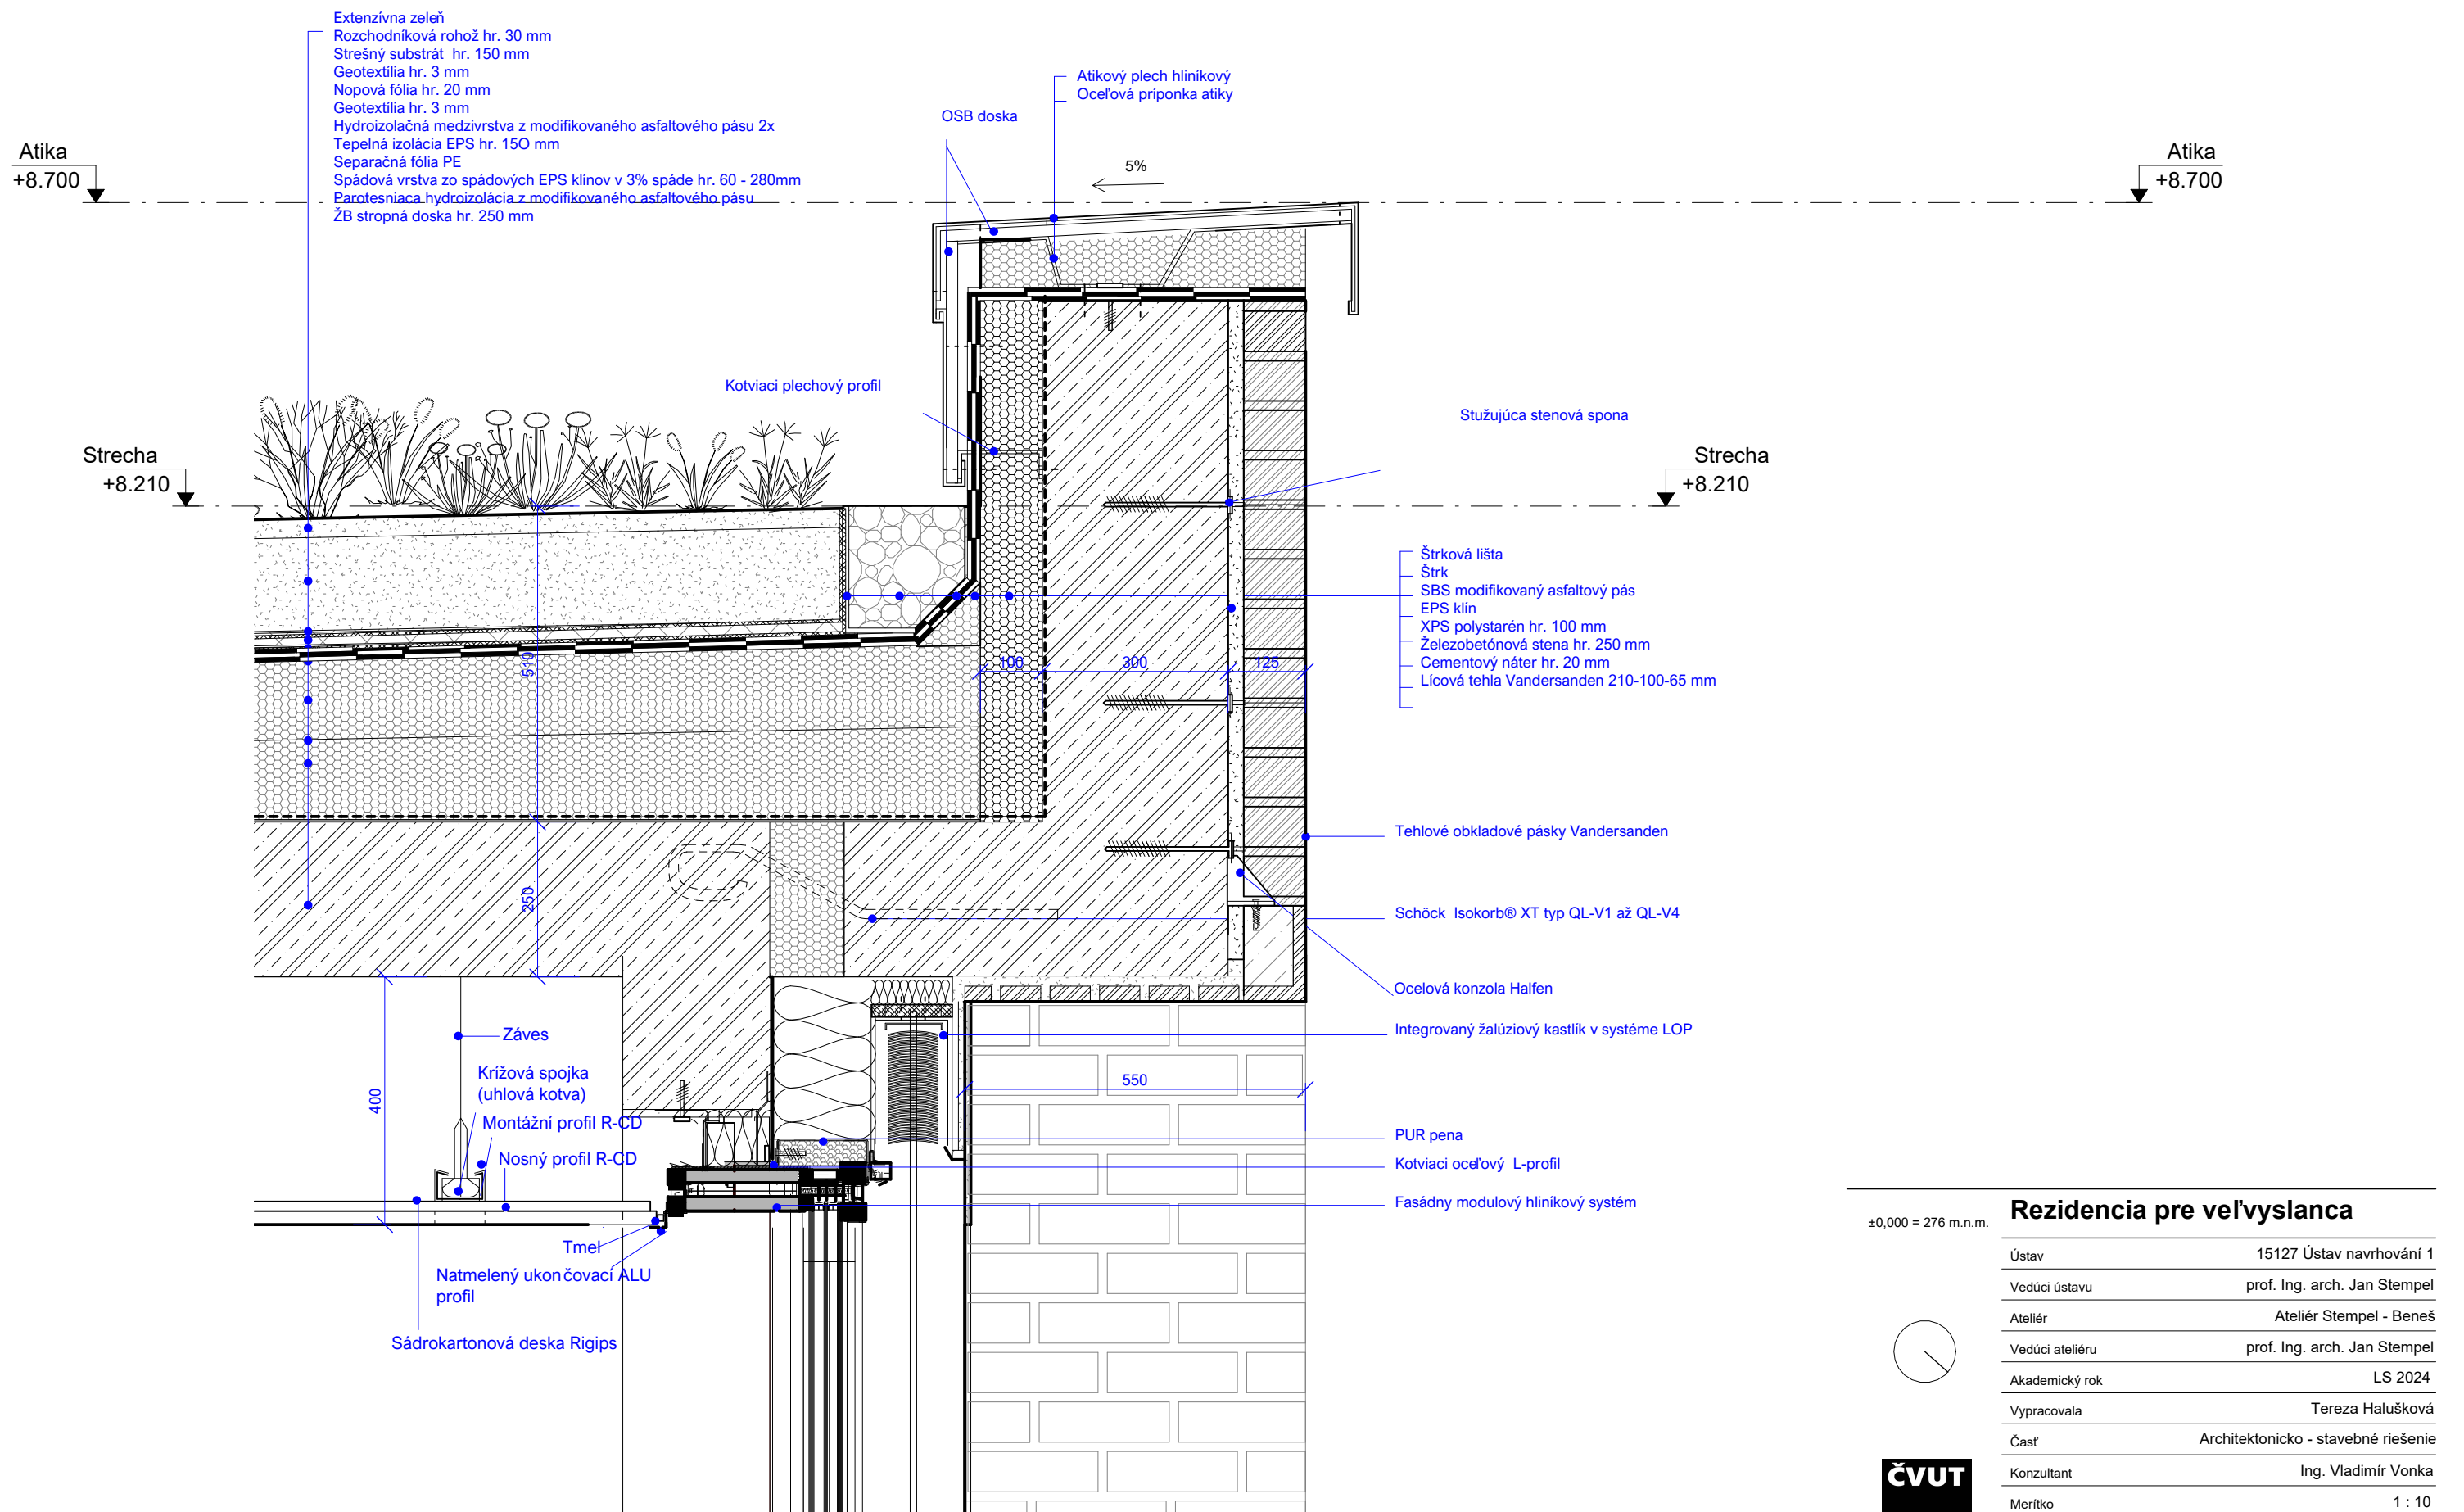 Extenzívna zeleň
Rozchodníková rohož hr. 30 mm
Strešný substrát  hr. 150 mm
Geotextília hr. 3 mm
Nopová fólia hr. 20 mm
Geotextília hr. 3 mm
Hydroizolačná medzivrstva z modifikovaného asfaltového pásu 2x
Tepelná izolácia EPS hr. 15O mm
Separačná fólia PE
Spádová vrstva zo spádových EPS klínov v 3% spáde hr. 60 - 280mm
Parotesniaca hydroizolácia z modifikovaného asfaltového pásu
ŽB stropná doska hr. 250 mm
Atikový plech hliníkový
Oceľová príponka atiky
OSB doska
5%
Atika
+8.700
Atika
+8.700
Kotviaci plechový profil
Stužujúca stenová spona
Strecha
+8.210
Strecha
+8.210
Štrková lišta
Štrk
SBS modifikovaný asfaltový pás
EPS klín
XPS polystarén hr. 100 mm
Železobetónová stena hr. 250 mm
Cementový náter hr. 20 mm
Lícová tehla Vandersanden 210-100-65 mm
510
100
300
125
Tehlové obkladové pásky Vandersanden
250
Schöck  Isokorb® XT typ QL-V1 až QL-V4
Ocelová konzola Halfen
Integrovaný žalúziový kastlík v systéme LOP
Záves
Krížová spojka
(uhlová kotva)
400
550
Montážní profil R-CD
PUR pena
Nosný profil R-CD
Kotviaci oceľový  L-profil
Fasádny modulový hliníkový systém
Tmel
Natmelený ukončovací ALU
profil
Sádrokartonová deska Rigips
±0,000 = 276 m.n.m.
Rezidencia pre veľvyslanca
Ústav 15127 Ústav navrhování 1
Vedúci ústavu prof. Ing. arch. Jan Stempel
Ateliér Ateliér Stempel - Beneš
Vedúci ateliéru prof. Ing. arch. Jan Stempel
Akademický rok LS 2024
Vypracovala Tereza Halušková
Časť Architektonicko - stavebné riešenie
Konzultant Ing. Vladimír Vonka
Merítko 1 : 10
ČVUT